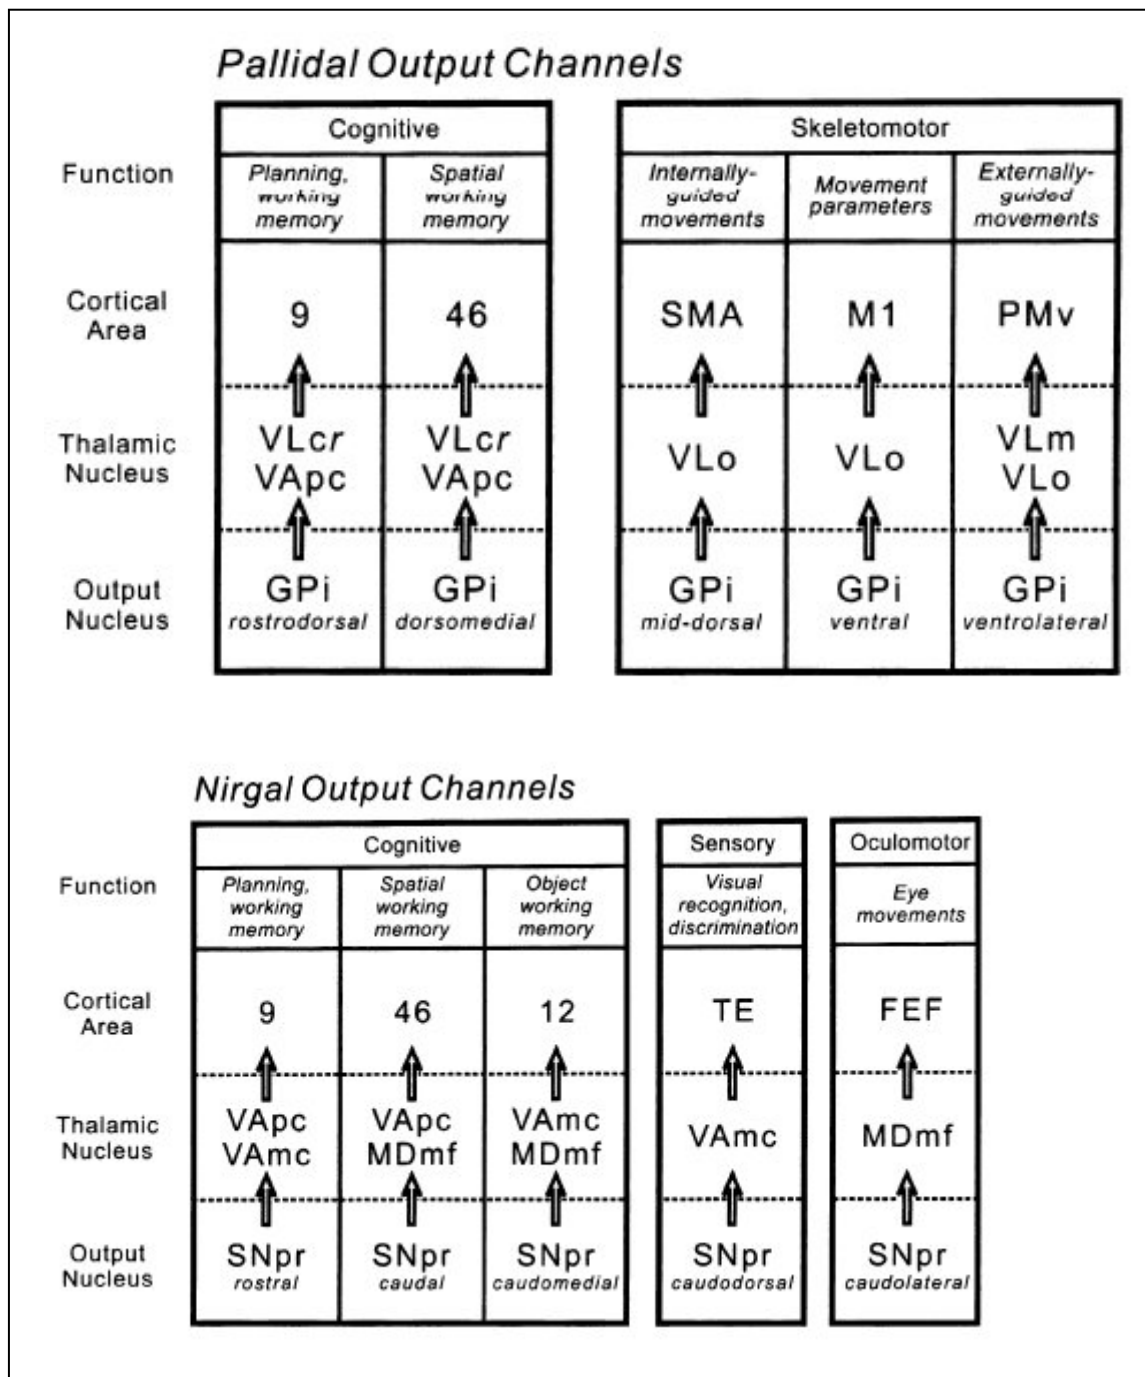 Pallidal Output Channels
Cognitive
Skeletomotor
Function
Planning,
working
memory
Spatial
working
memory
Internally-
guided
movements
Movement
parameters
Externally-
guided
movements
Cortical
Area
9
46
SMA
M1
PMv
Thalamic
Nucleus
VLcr
VApc
VLcr
VApc
VLo
VLo
VLm
VLo
Output
Nucleus
GPi
rostrodorsal
GPi
dorsomedial
GPi
mid-dorsal
GPi
ventral
GPi
ventrolateral
Nirgal Output Channels
Cognitive
Sensory
Oculomotor
Function
Planning,
working
memory
Spatial
working
memory
Object
working
memory
Visual
recognition,
discrimination
Eye
movements
Cortical
Area
9
46
12
TE
FEF
Thalamic
Nucleus
VApc
VAmc
VApc
MDmf
VAmc
MDmf
VAmc
MDmf
Output
Nucleus
SNpr
rostral
SNpr
caudal
SNpr
caudomedial
SNpr
caudodorsal
SNpr
caudolateral